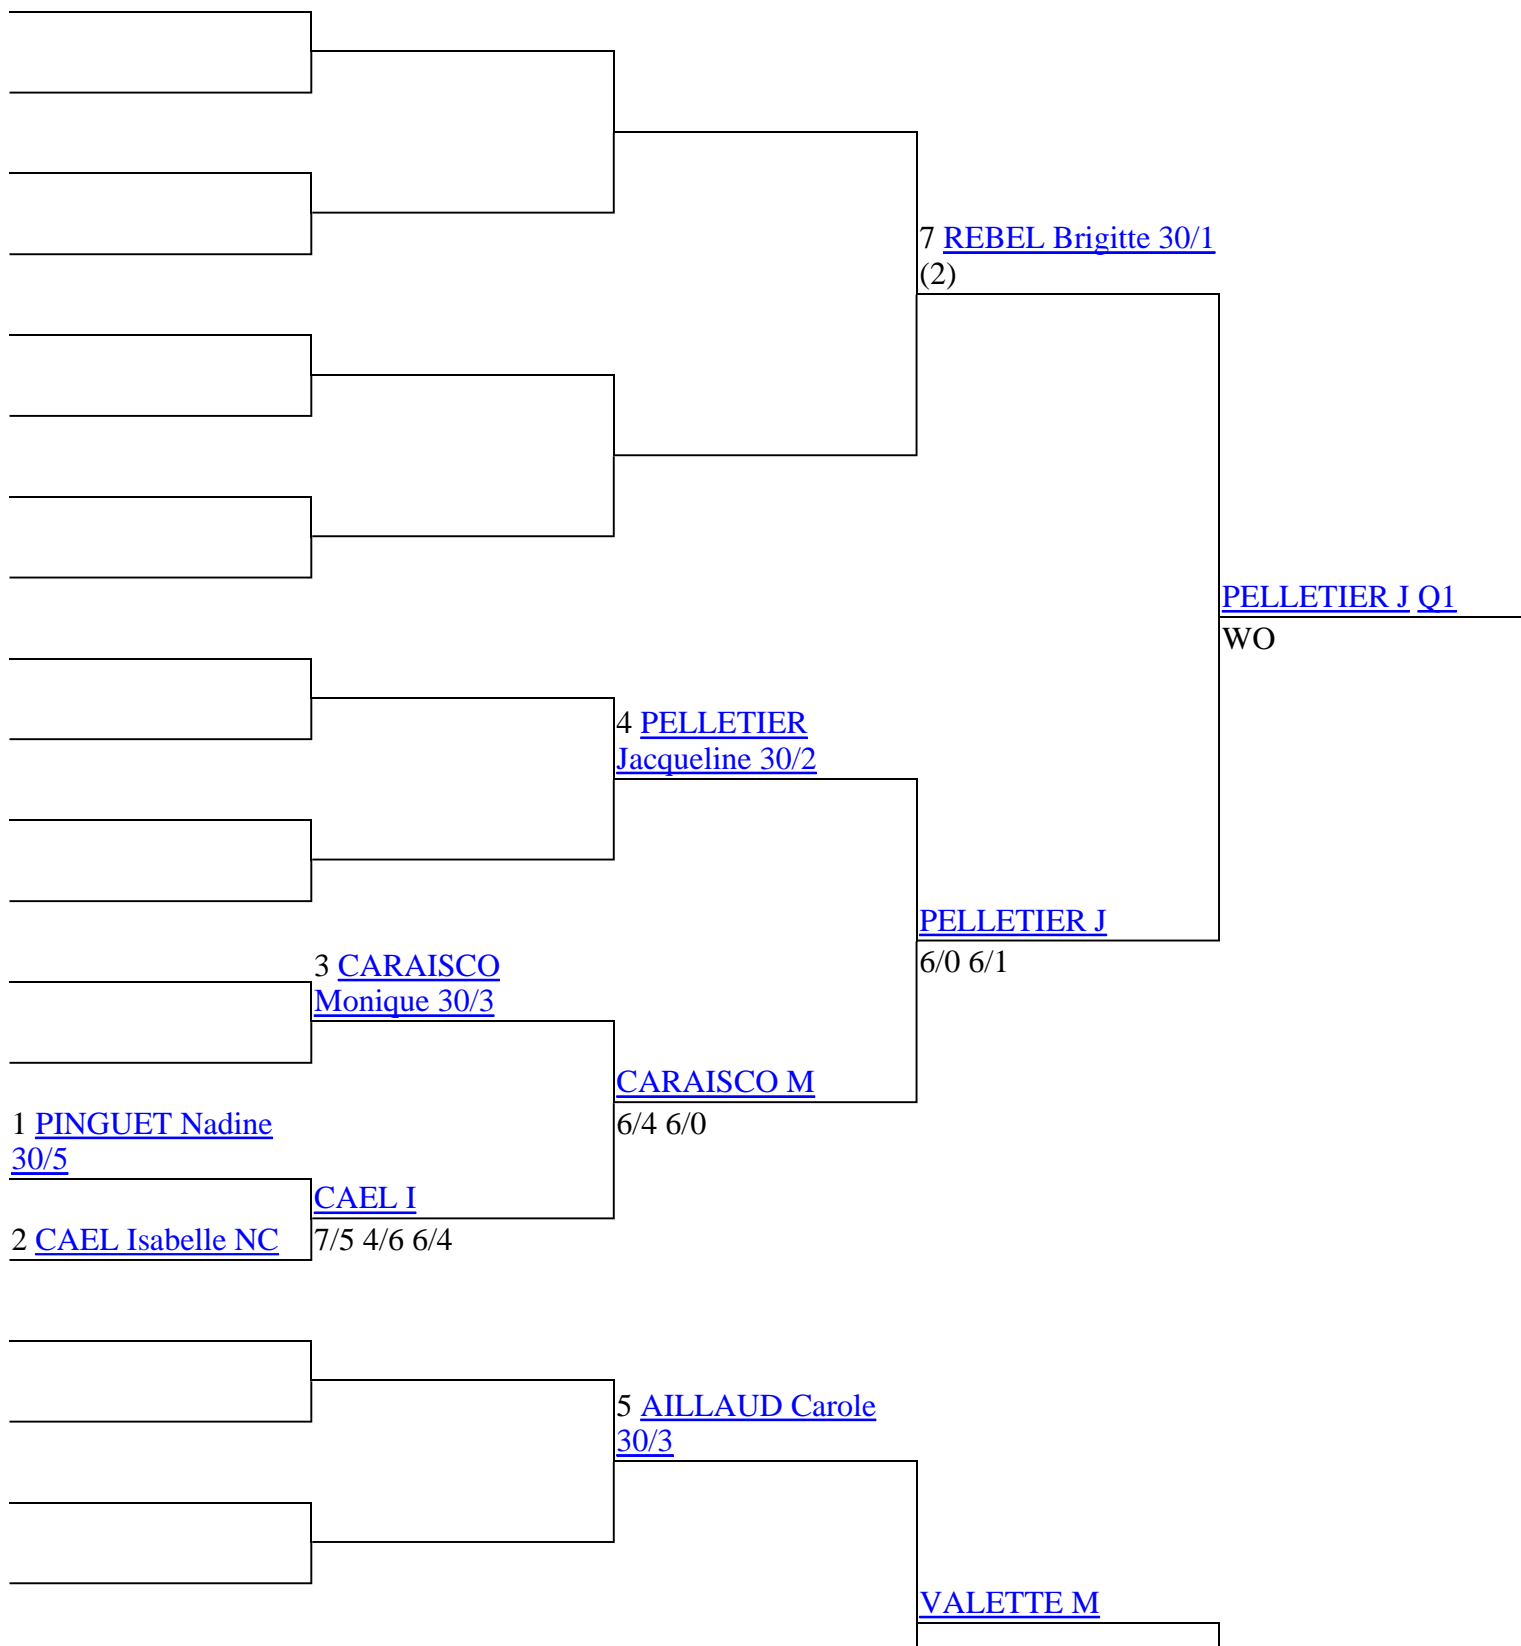 7 REBEL Brigitte 30/1
(2)
PELLETIER J Q1
WO
4 PELLETIER
Jacqueline 30/2
PELLETIER J
6/0 6/1
3 CARAISCO
Monique 30/3
CARAISCO M
6/4 6/0
1 PINGUET Nadine
30/5
CAEL I
7/5 4/6 6/4
2 CAEL Isabelle NC
5 AILLAUD Carole
30/3
VALETTE M